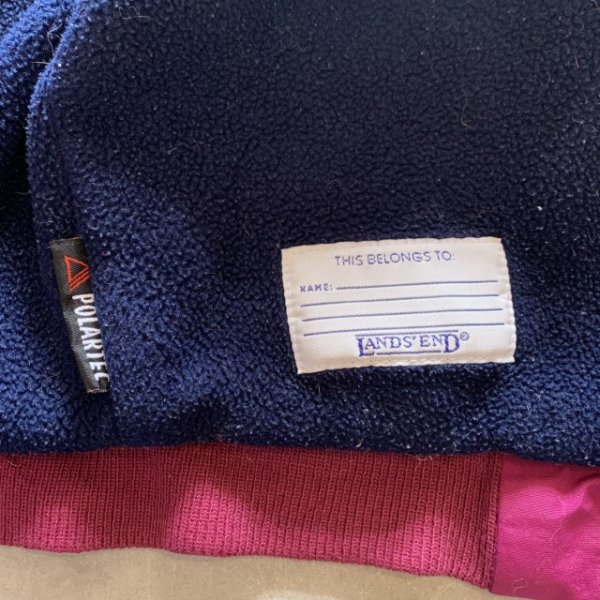 THIS BELONGS TO:
NAME:
LANDS' END®
POLARTEC